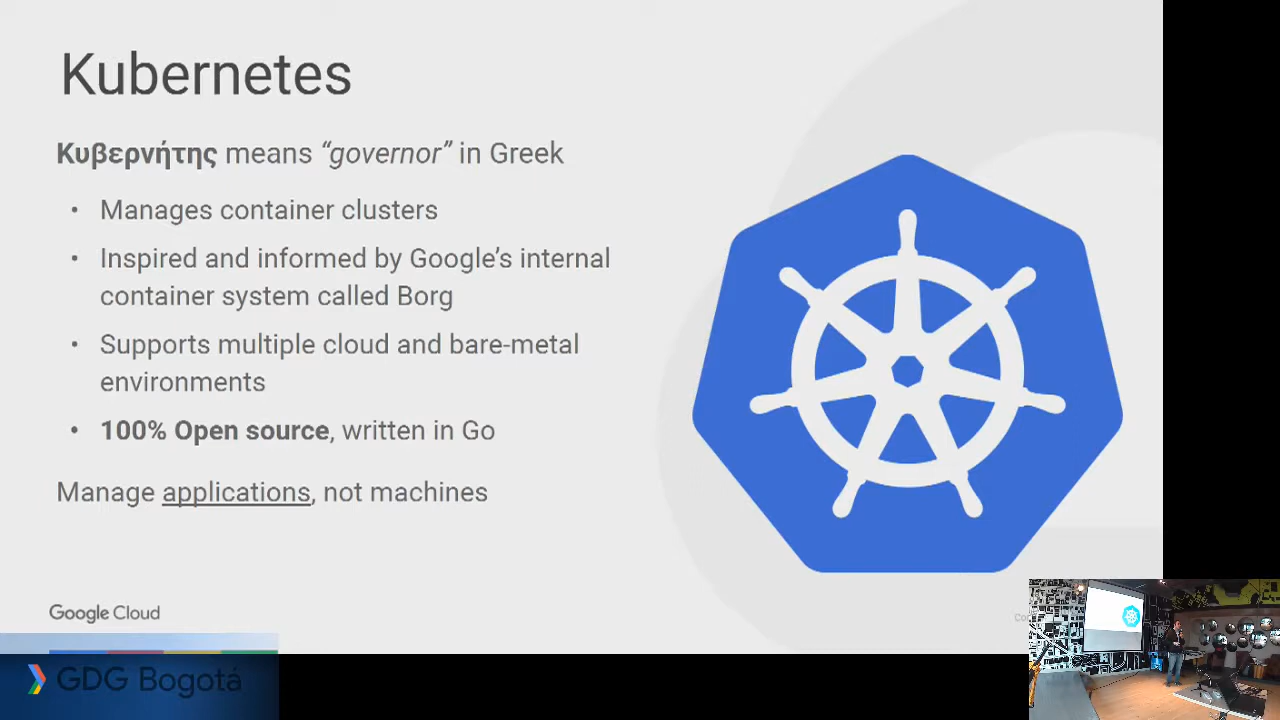 Kubernetes
Κυβερνήτης means “governor” in Greek
• Manages container clusters
• Inspired and informed by Google’s internal
container system called Borg
• Supports multiple cloud and bare-metal
environments
• 100% Open source, written in Go
Manage applications, not machines
Google Cloud
GDG Bogotá